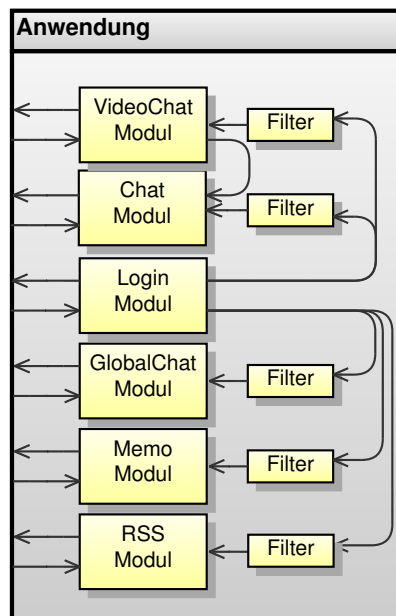 Anwendung
VideoChat
Modul
Filter
Chat
Modul
Filter
Login
Modul
GlobalChat
Modul
Filter
Memo
Modul
Filter
RSS
Modul
Filter